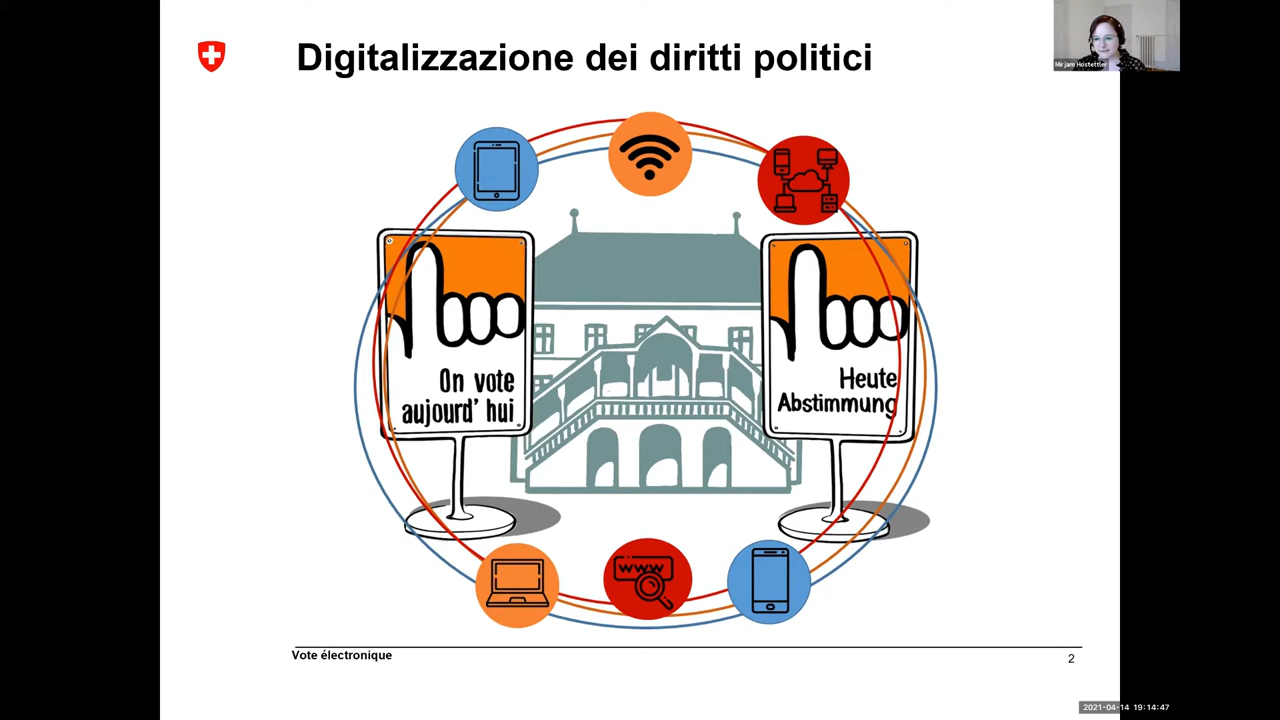 Digitalizzazione dei diritti politici
Mirjam Hostettler
On vote
aujourd' hui
Heute
Abstimmung
www
Vote électronique
2
2021-04-14 19:14:47